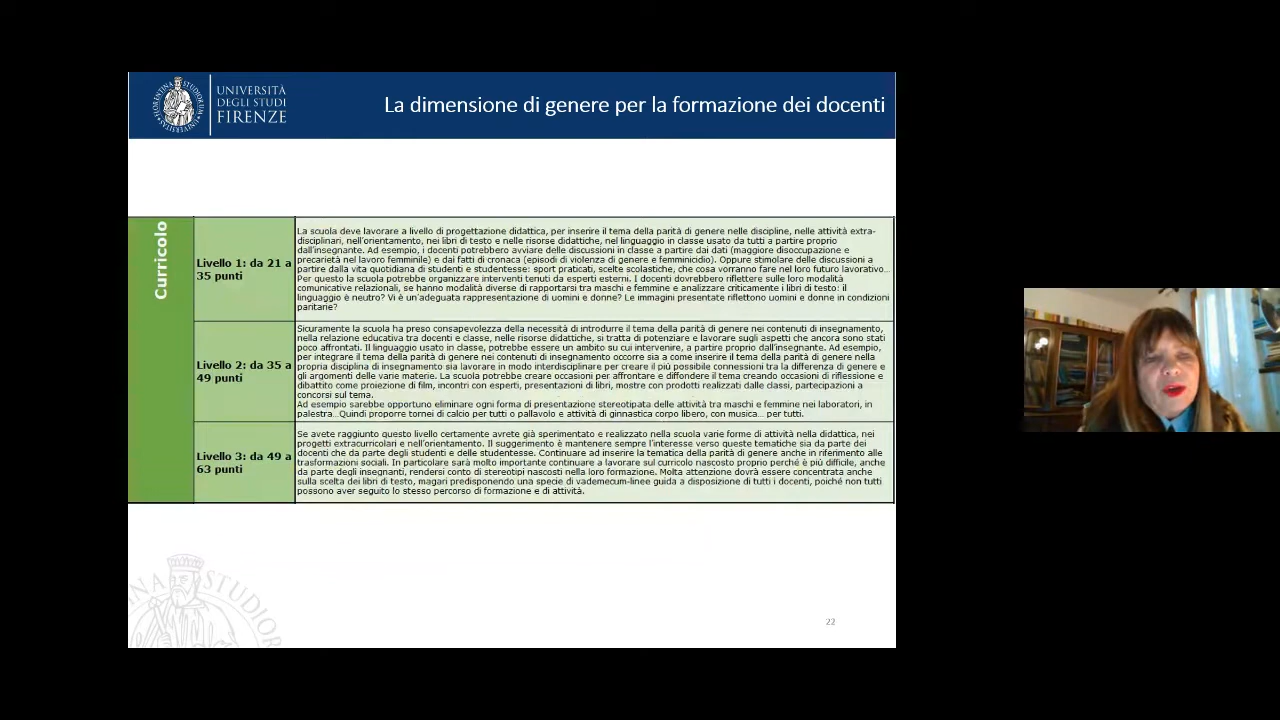 UNIVERSITÀ
DEGLI STUDI
FIRENZE
La dimensione di genere per la formazione dei docenti
Curricolo
Livello 1: da 21 a
35 punti
La scuola deve lavorare a livello di progettazione didattica, per inserire il tema della parità di genere nelle discipline, nelle attività extra-
disciplinari, nell'orientamento, nei libri di testo e nelle risorse didattiche, nel linguaggio in classe usato da tutti a partire proprio
dall'insegnante. Ad esempio, i docenti potrebbero avviare delle discussioni in classe a partire dai dati (maggiore disoccupazione e
precarietà nel lavoro femminile) e dai fatti di cronaca (episodi di violenza di genere e femminicidio). Oppure stimolare delle discussioni a
partire dalla vita quotidiana di studenti e studentesse: sport praticati, scelte scolastiche, che cosa vorranno fare nel loro futuro lavorativo…
Per questo la scuola potrebbe organizzare interventi tenuti da esperti esterni. I docenti dovrebbero riflettere sulle loro modalità
comunicative relazionali, se hanno modalità diverse di rapportarsi tra maschi e femmine e analizzare criticamente i libri di testo: il
linguaggio è neutro? Vi è un'adeguata rappresentazione di uomini e donne? Le immagini presentate riflettono uomini e donne in condizioni
paritarie?
Livello 2: da 35 a
49 punti
Sicuramente la scuola ha preso consapevolezza della necessità di introdurre il tema della parità di genere nei contenuti di insegnamento,
nella relazione educativa tra docenti e classe, nelle risorse didattiche, si tratta di potenziare e lavorare sugli aspetti che ancora sono stati
poco affrontati. Il linguaggio usato in classe, potrebbe essere un ambito su cui intervenire, a partire proprio dall'insegnante. Ad esempio,
per integrare il tema della parità di genere nei contenuti di insegnamento occorre sia a come inserire il tema della parità di genere nella
propria disciplina di insegnamento sia lavorare in modo interdisciplinare per creare il più possibile connessioni tra la differenza di genere e
gli argomenti delle varie materie. La scuola potrebbe creare occasioni per affrontare e diffondere il tema creando occasioni di riflessione e
dibattito come proiezione di film, incontri con esperti, presentazioni di libri, mostre con prodotti realizzati dalle classi, partecipazioni a
concorsi sul tema.
Ad esempio sarebbe opportuno eliminare ogni forma di presentazione stereotipata delle attività tra maschi e femmine nei laboratori, in
palestra…Quindi proporre tornei di calcio per tutti o pallavolo e attività di ginnastica corpo libero, con musica… per tutti.
Livello 3: da 49 a
63 punti
Se avete raggiunto questo livello certamente avrete già sperimentato e realizzato nella scuola varie forme di attività nella didattica, nei
progetti extracurricolari e nell'orientamento. Il suggerimento è mantenere sempre l'interesse verso queste tematiche sia da parte dei
docenti che da parte degli studenti e delle studentesse. Continuare ad inserire la tematica della parità di genere anche in riferimento alle
trasformazioni sociali. In particolare sarà molto importante continuare a lavorare sul curricolo nascosto proprio perché è più difficile, anche
da parte degli insegnanti, rendersi conto di stereotipi nascosti nella loro formazione. Molta attenzione dovrà essere concentrata anche
sulla scelta dei libri di testo, magari predisponendo una specie di vademecum-linee guida a disposizione di tutti i docenti, poiché non tutti
possono aver seguito lo stesso percorso di formazione e di attività.
22